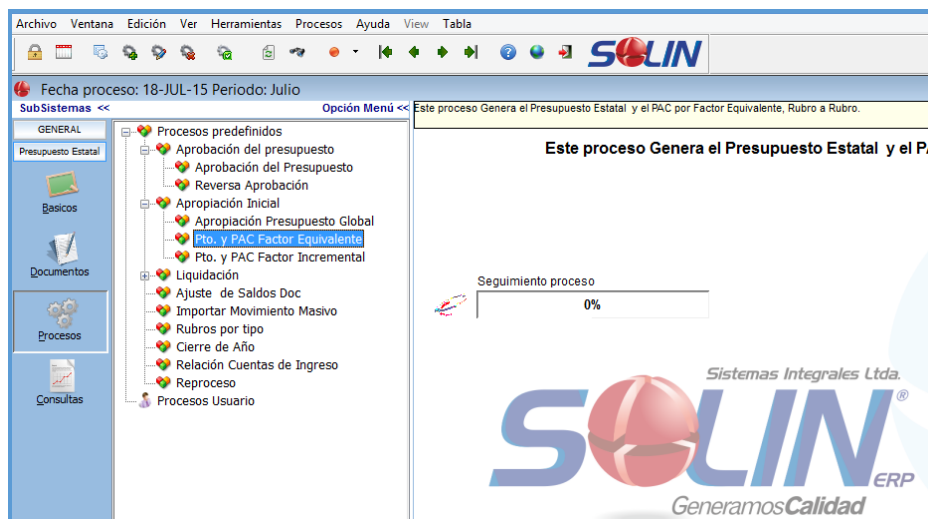 Archivo Ventana Edición Ver Herramientas Procesos Ayuda View Tabla
SOLIN
Fecha proceso: 18-JUL-15 Periodo: Julio
SubSistemas <<
Opción Menú <<
Este proceso Genera el Presupuesto Estatal y el PAC por Factor Equivalente, Rubro a Rubro.
GENERAL
Presupuesto Estatal
Basicos
Documentos
Procesos
Consultas
Procesos predefinidos
Aprobación del presupuesto
Aprobación del Presupuesto
Reversa Aprobación
Apropiación Inicial
Apropiación Presupuesto Global
Pto. y PAC Factor Equivalente
Pto. y PAC Factor Incremental
Liquidación
Ajuste de Saldos Doc
Importar Movimiento Masivo
Rubros por tipo
Cierre de Año
Relación Cuentas de Ingreso
Reproceso
Procesos Usuario
Este proceso Genera el Presupuesto Estatal y el PA
Seguimiento proceso
0%
Sistemas Integrales Ltda.
SOLIN ®
ERP
GeneramosCalidad